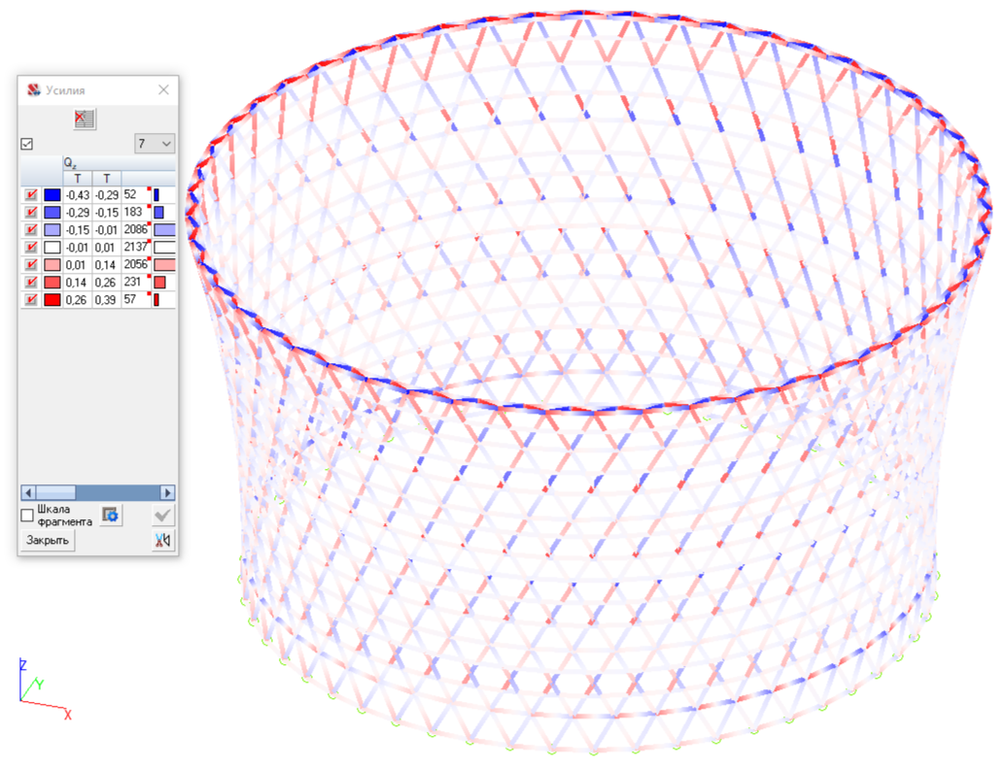 Усилия
7
Qz
T T
-0,43 -0,29 52
-0,29 -0,15 183
-0,15 -0,01 2086
-0,01 0,01 2137
0,01 0,14 2056
0,14 0,26 231
0,26 0,39 57
Шкала
фрагмента
Закрыть
Z
Y
X